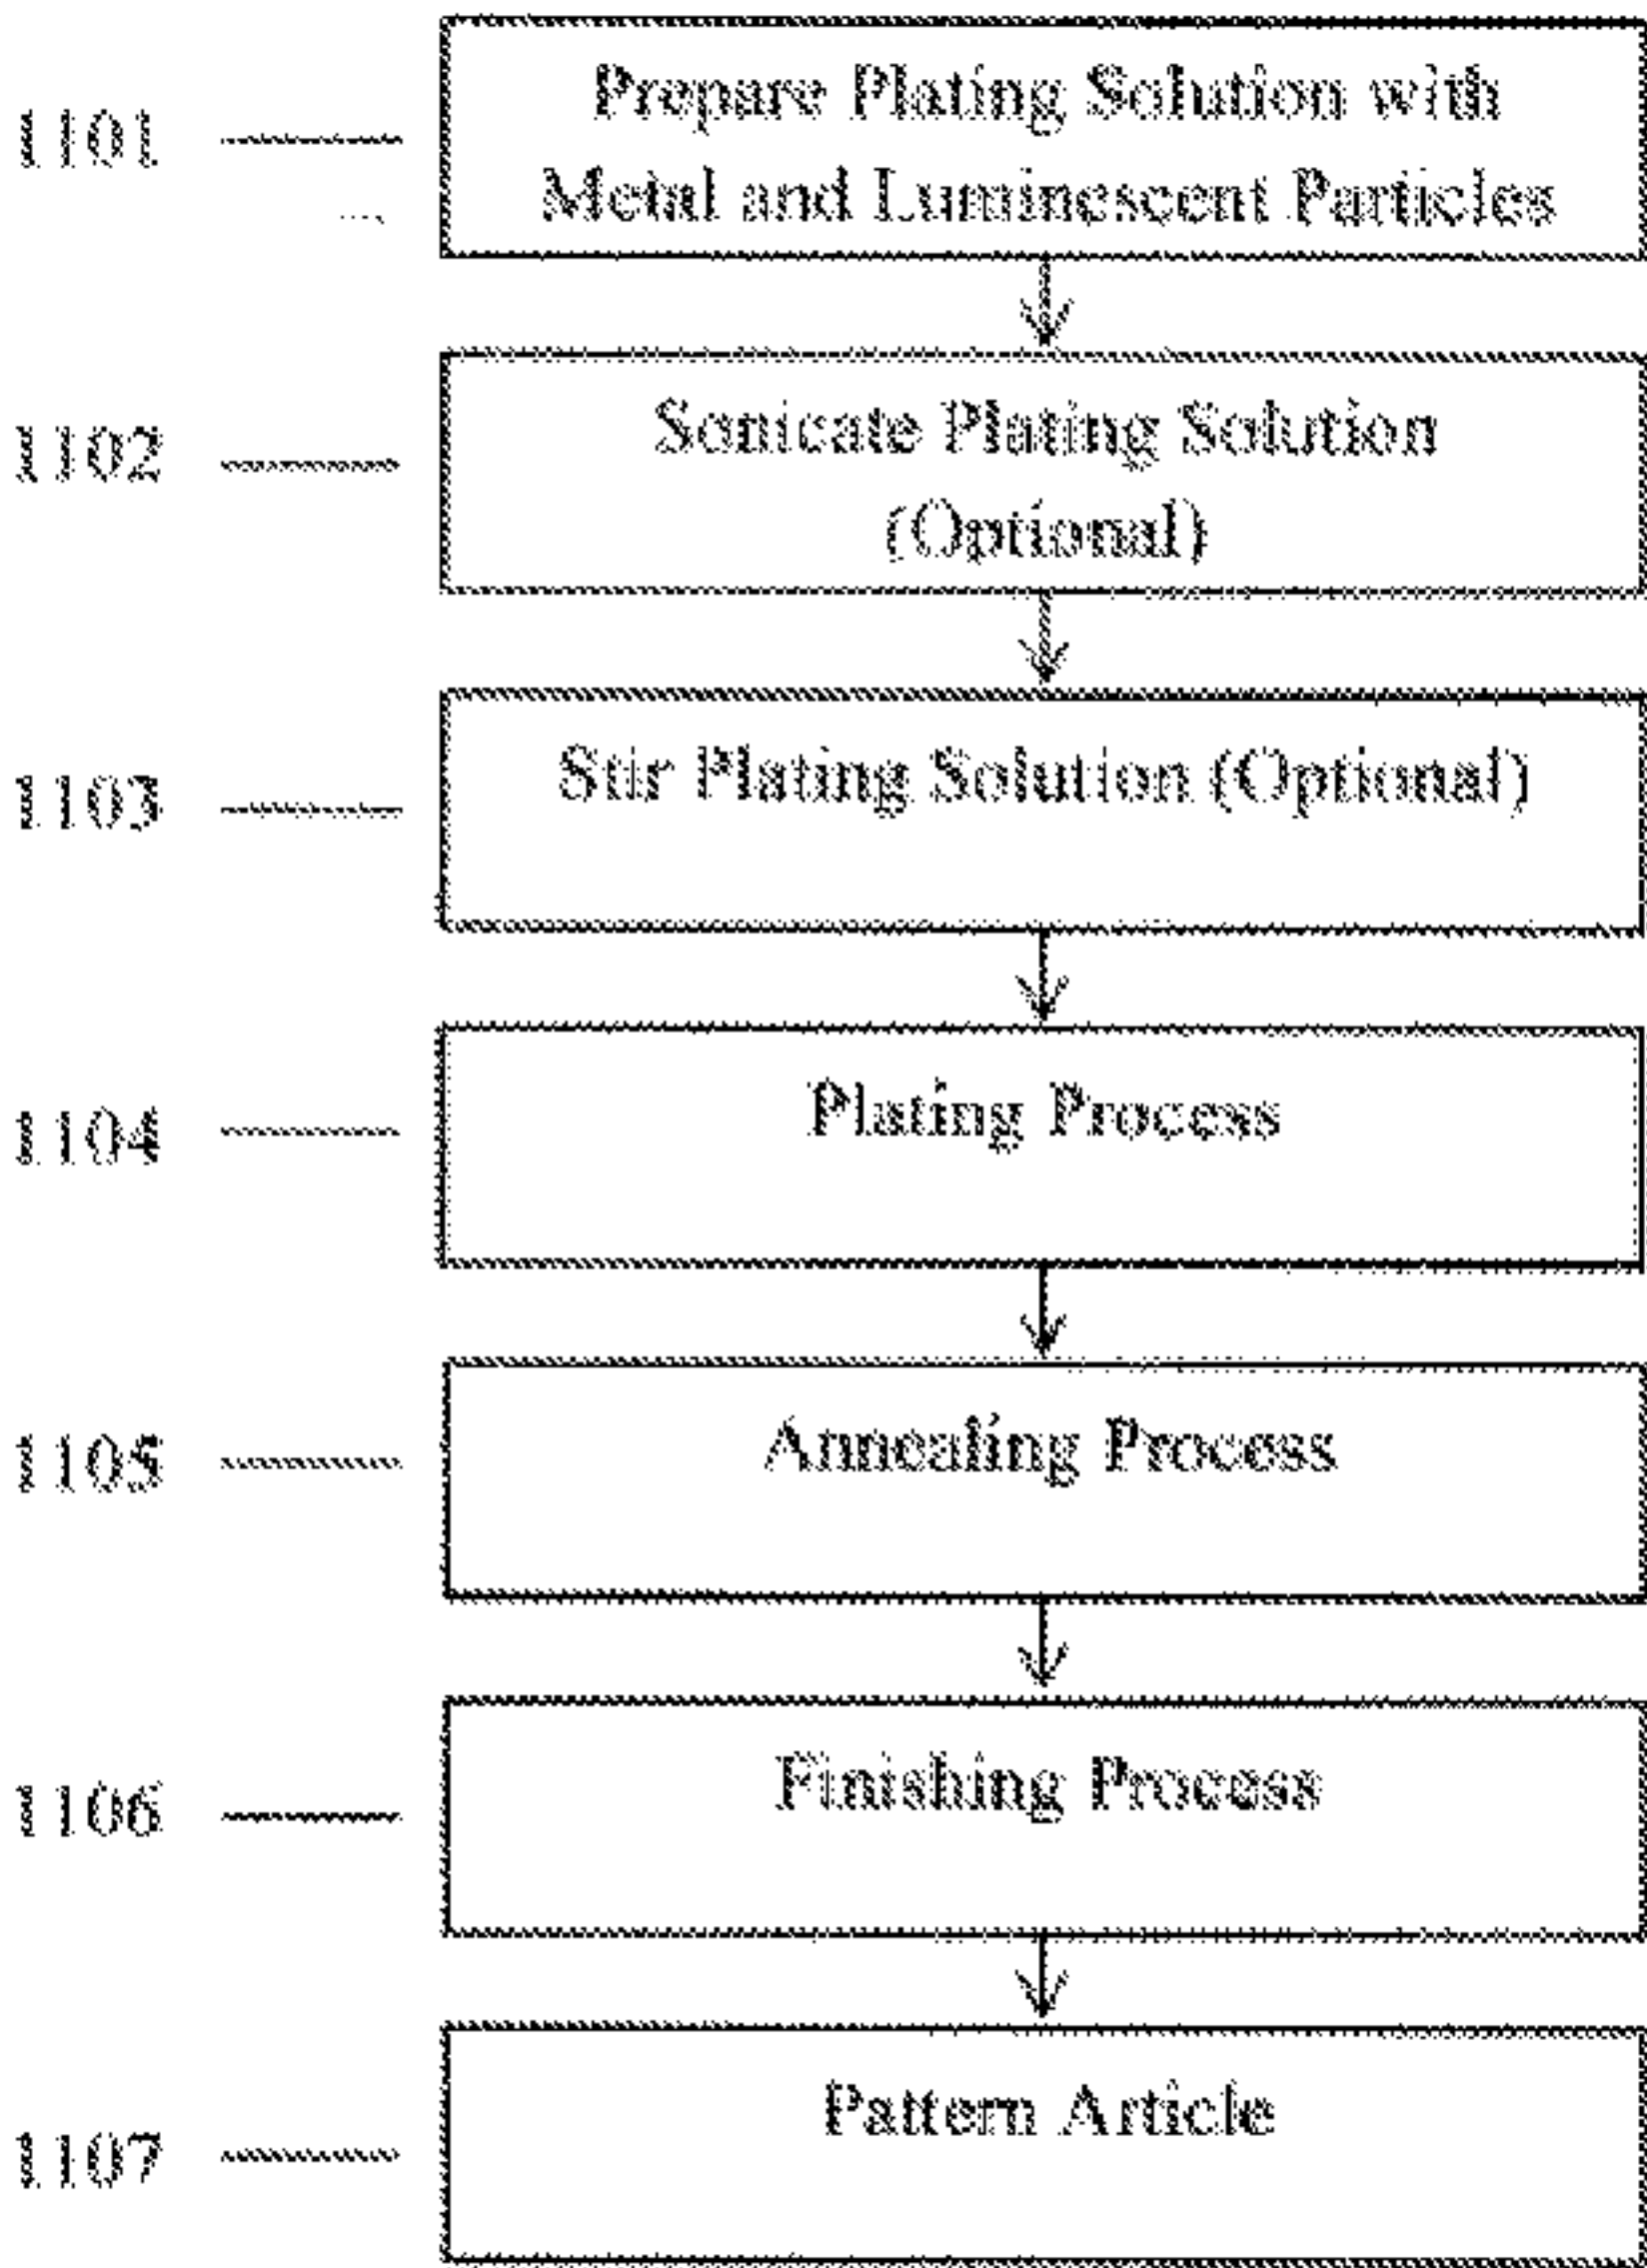 1101
Prepare Plating Solution with
Metal and Luminescent Particles
1102
Sonicate Plating Solution
(Optional)
1103
Stir Plating Solution (Optional)
1104
Plating Process
1105
Annealing Process
1106
Finishing Process
1107
Pattern Article